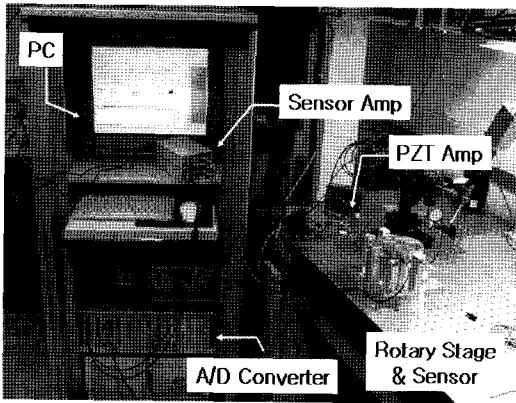 PC
Sensor Amp
PZT Amp
A/D Converter
Rotary Stage
& Sensor